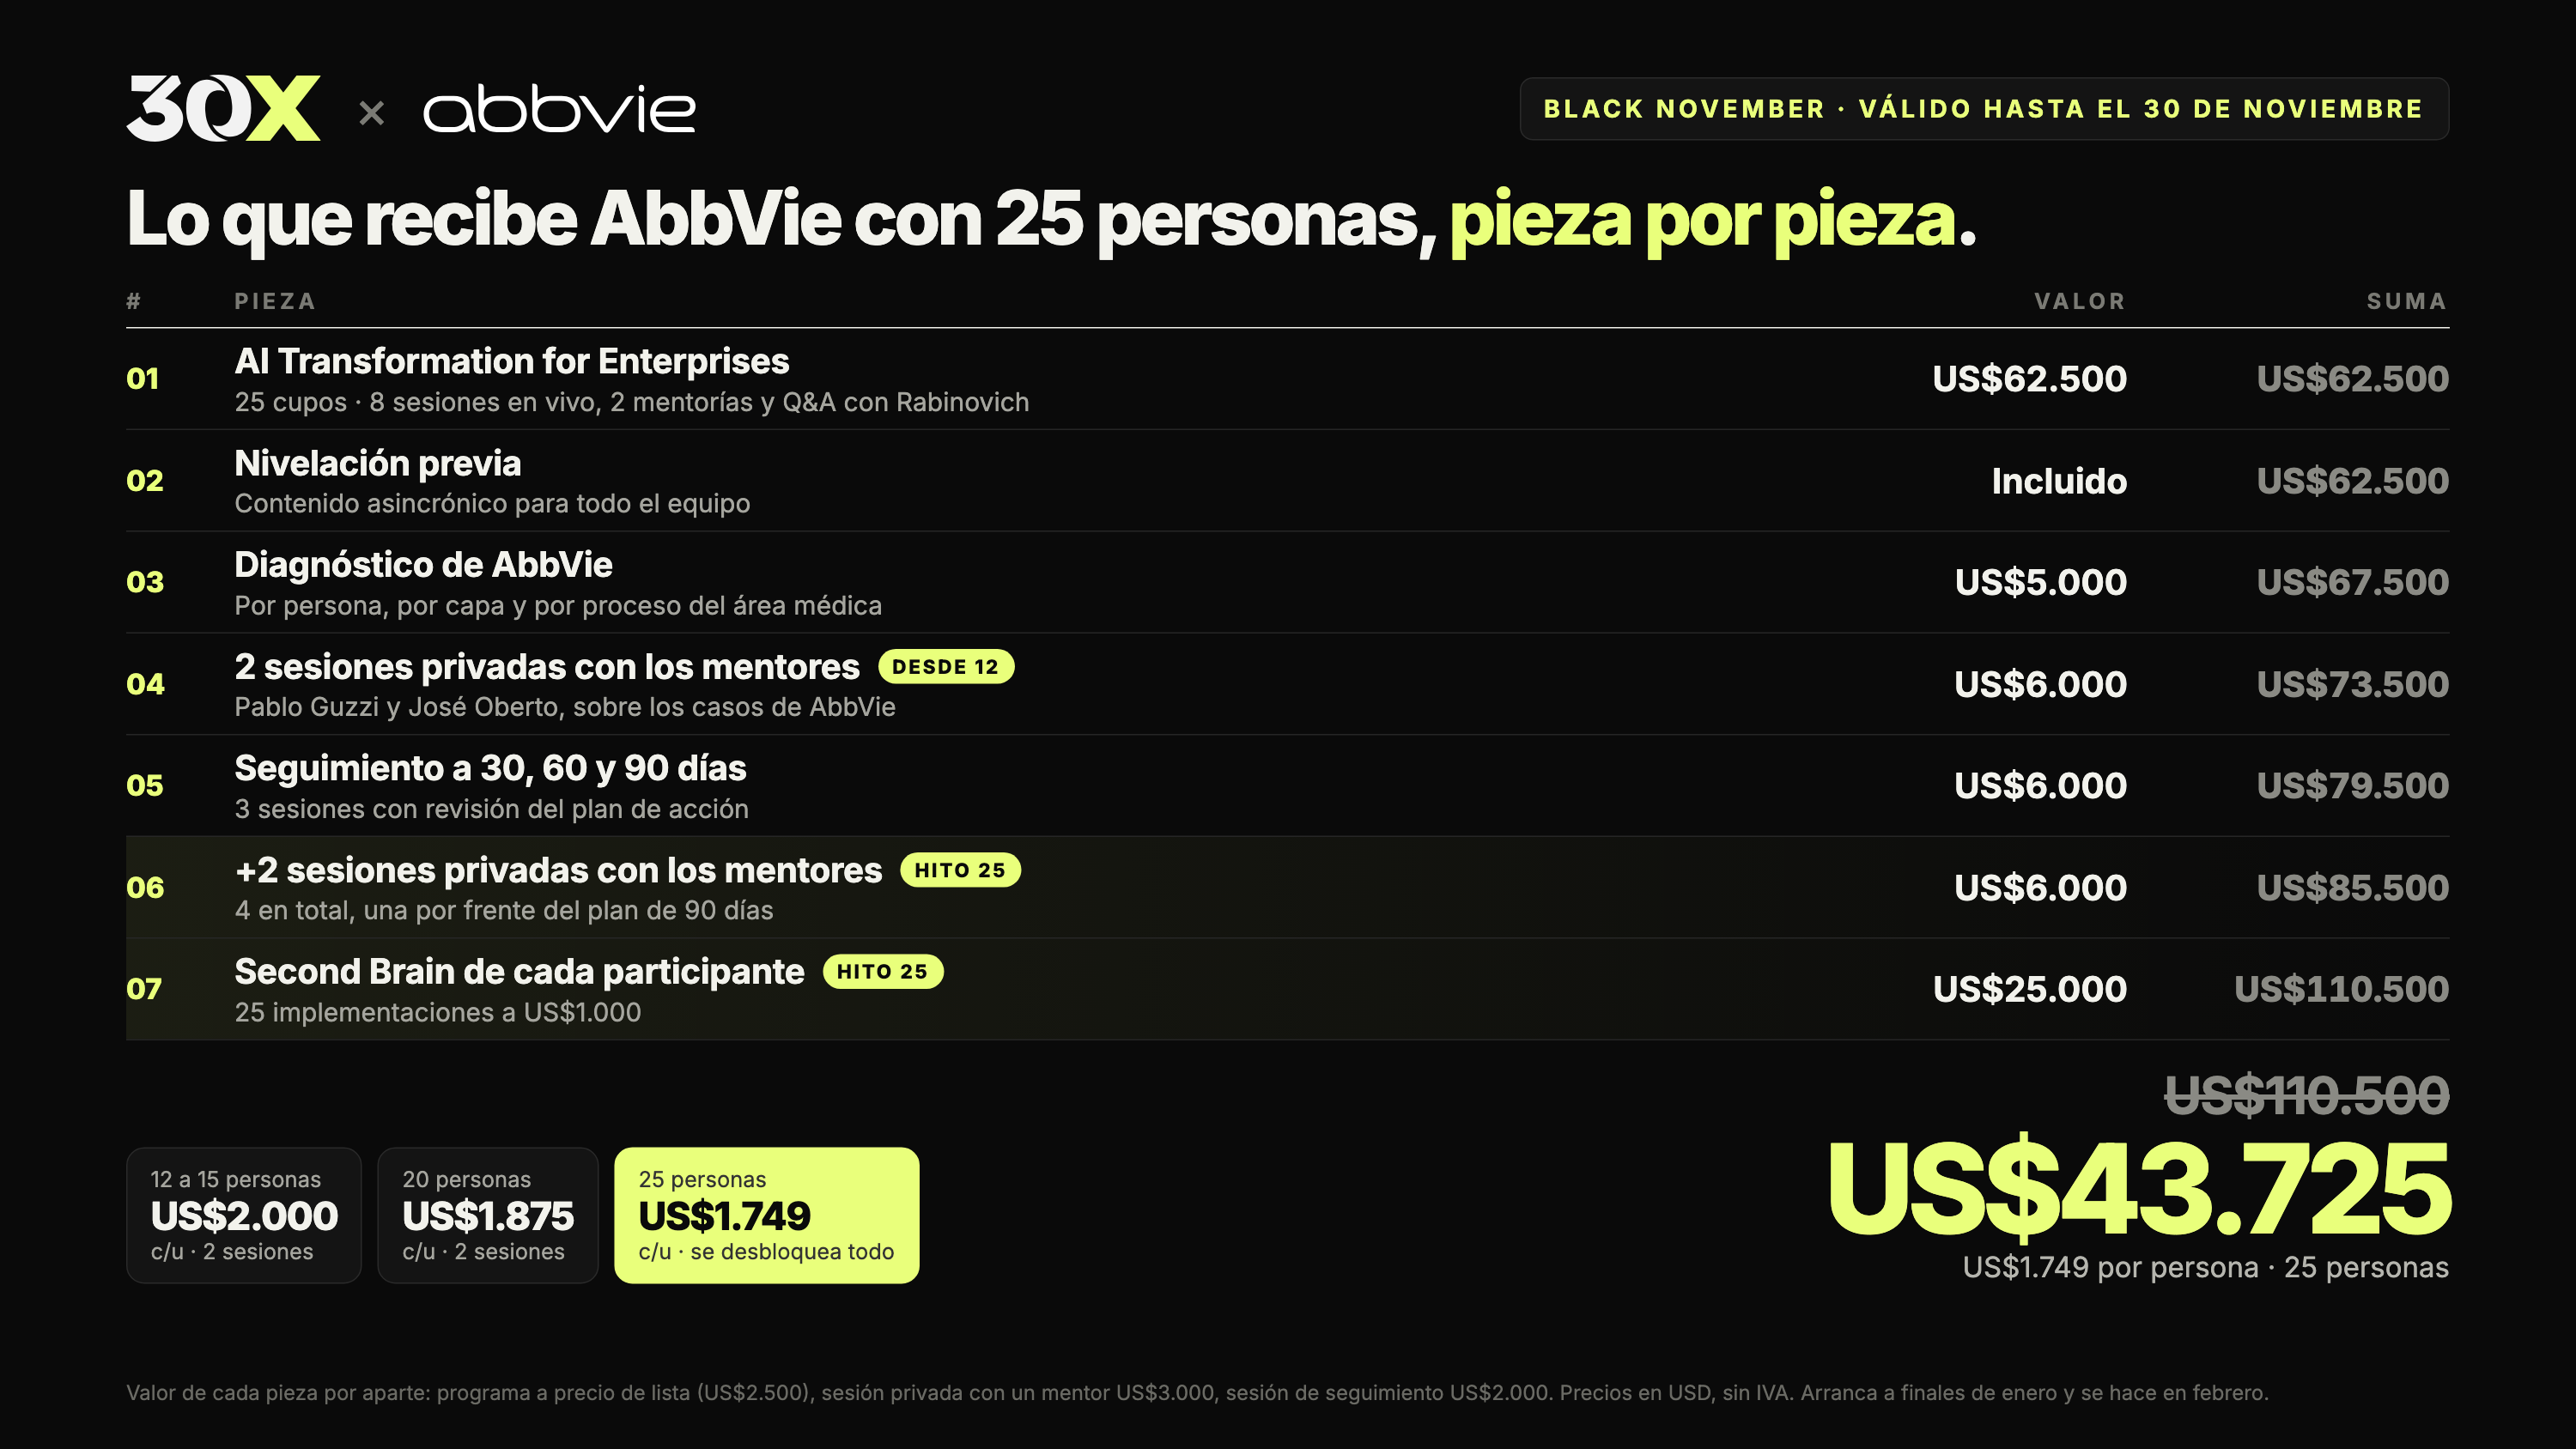 30X × abbvie
BLACK NOVEMBER · VÁLIDO HASTA EL 30 DE NOVIEMBRE
Lo que recibe AbbVie con 25 personas, pieza por pieza.
# PIEZA VALOR SUMA
01 AI Transformation for Enterprises US$62.500 US$62.500
25 cupos · 8 sesiones en vivo, 2 mentorías y Q&A con Rabinovich
02 Nivelación previa Incluido US$62.500
Contenido asincrónico para todo el equipo
03 Diagnóstico de AbbVie US$5.000 US$67.500
Por persona, por capa y por proceso del área médica
04 2 sesiones privadas con los mentores DESDE 12 US$6.000 US$73.500
Pablo Guzzi y José Oberto, sobre los casos de AbbVie
05 Seguimiento a 30, 60 y 90 días US$6.000 US$79.500
3 sesiones con revisión del plan de acción
06 +2 sesiones privadas con los mentores HITO 25 US$6.000 US$85.500
4 en total, una por frente del plan de 90 días
07 Second Brain de cada participante HITO 25 US$25.000 US$110.500
25 implementaciones a US$1.000
US$110.500
US$43.725
US$1.749 por persona · 25 personas
12 a 15 personas
US$2.000
c/u · 2 sesiones
20 personas
US$1.875
c/u · 2 sesiones
25 personas
US$1.749
c/u · se desbloquea todo
Valor de cada pieza por aparte: programa a precio de lista (US$2.500), sesión privada con un mentor US$3.000, sesión de seguimiento US$2.000. Precios en USD, sin IVA. Arranca a finales de enero y se hace en febrero.